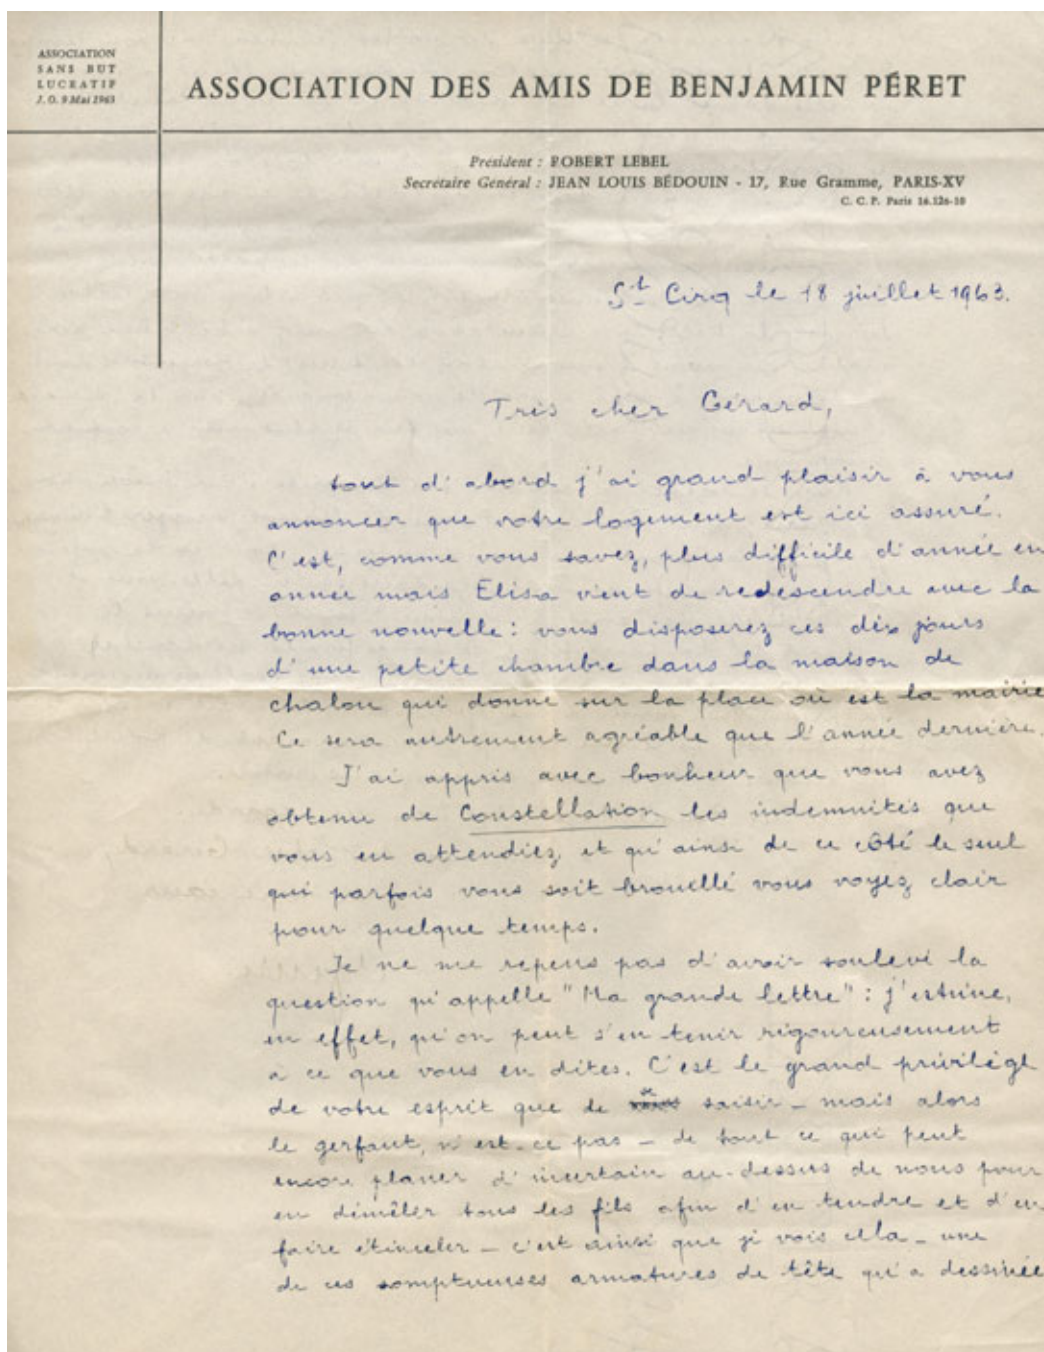 ASSOCIATION
SANS BUT
LUCRATIF
J. O. 9 Mai 1963
ASSOCIATION DES AMIS DE BENJAMIN PÉRET
Président : ROBERT LEBEL
Secrétaire Général : JEAN LOUIS BÉDOUIN - 17, Rue Gramme, PARIS-XV
C. C. P. Paris 16.126-10
St Cirq le 18 juillet 1963.
Très cher Gérard,
tout d'abord j'ai grand plaisir à vous
annoncer que votre logement est ici assuré.
C'est, comme vous savez, plus difficile d'année en
année mais Elisa vient de redescendre avec la
bonne nouvelle : vous disposerez ces dix jours
d'une petite chambre dans la maison de
chalou qui donne sur la place où est la mairie
Ce sera autrement agréable que l'année dernière.
J'ai appris avec bonheur que vous avez
obtenu de Constellation les indemnités que
vous en attendiez, et qu'ainsi de ce côté le seul
qui parfois vous soit brouillé vous voyez clair
pour quelque temps.
Je ne me repens pas d'avoir soulevé la
question qu'appelle "Ma grande lettre" : j'estime,
en effet, qu'on peut s'en tenir rigoureusement
à ce que vous en dites. C'est le grand privilège
de votre esprit que de se saisir _ mais alors
le gerfaut, n'est-ce pas _ de tout ce qui peut
encore planer d'incertain au-dessus de nous pour
en démêler tous les fils afin d'en tendre et d'en
faire étinceler _ c'est ainsi que je vois cela _ une
de ces somptueuses armatures de tête qu'a dessinée